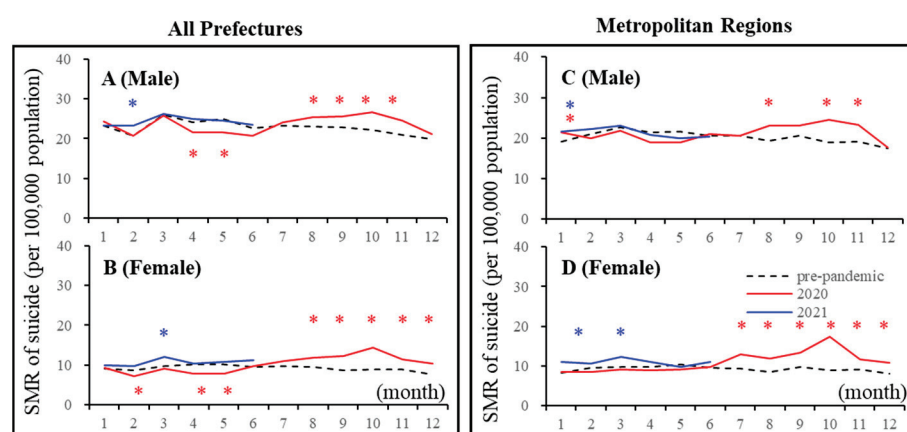 All Prefectures
Metropolitan Regions
SMR of suicide (per 100,000 population)
A (Male)
40
30
20
10
0
* * * * * * *
1 2 3 4 5 6 7 8 9 10 11 12
B (Female)
40
30
20
10
0
* * * * * * * * *
(month)
1 2 3 4 5 6 7 8 9 10 11 12
SMR of suicide (per 100,000 population)
C (Male)
40
30
20
10
0
* * * * *
1 2 3 4 5 6 7 8 9 10 11 12
D (Female)
pre-pandemic
2020
2021
40
30
20
10
0
* * * * * * * *
(month)
1 2 3 4 5 6 7 8 9 10 11 12